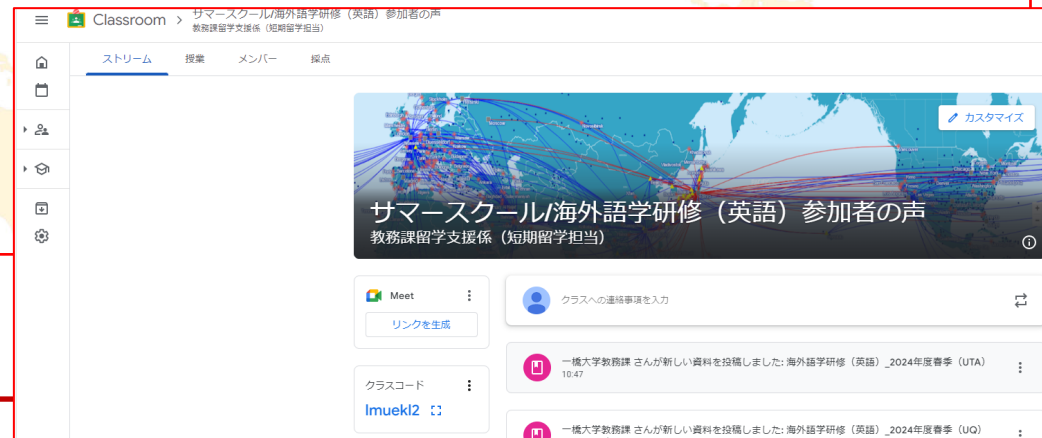 Classroom > サマースクール/海外語学研修（英語）参加者の声
教務課留学支援係（短期留学担当）
ストリーム 授業 メンバー 採点
カスタマイズ
サマースクール/海外語学研修（英語）参加者の声
教務課留学支援係（短期留学担当）
Meet
リンクを生成
クラスへの連絡事項を入力
一橋大学教務課 さんが新しい資料を投稿しました: 海外語学研修（英語）_2024年度春季（UTA）
10:47
クラスコード
lmuekl2
一橋大学教務課 さんが新しい資料を投稿しました: 海外語学研修（英語）_2024年度春季（UQ）